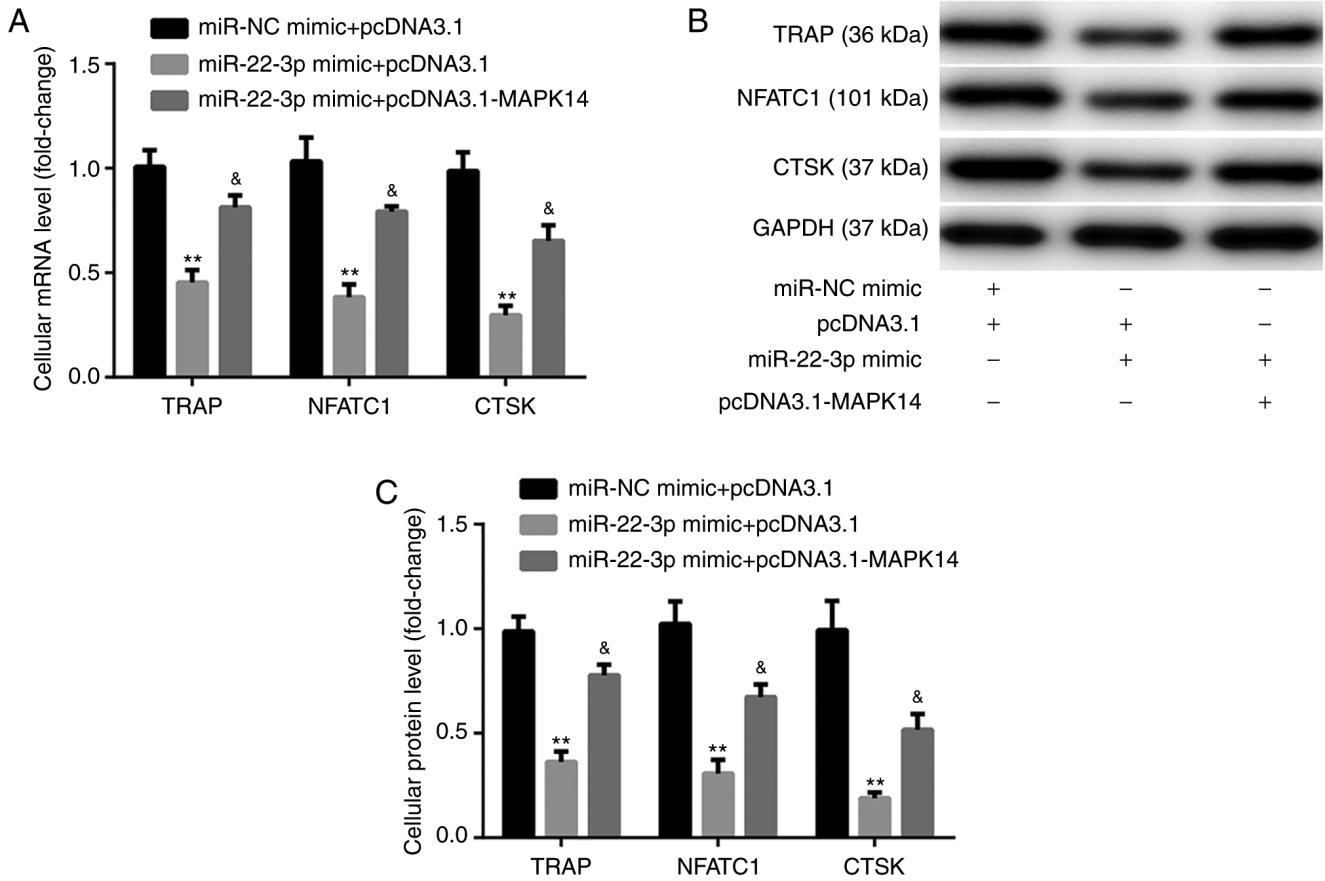 A
miR-NC mimic+pcDNA3.1
miR-22-3p mimic+pcDNA3.1
miR-22-3p mimic+pcDNA3.1-MAPK14
Cellular mRNA level (fold-change)
1.5
1.0
0.5
0.0
&
&
&
**
**
**
TRAP NFATC1 CTSK
B
TRAP (36 kDa)
NFATC1 (101 kDa)
CTSK (37 kDa)
GAPDH (37 kDa)
miR-NC mimic + − −
pcDNA3.1 + + −
miR-22-3p mimic − + +
pcDNA3.1-MAPK14 − − +
C
miR-NC mimic+pcDNA3.1
miR-22-3p mimic+pcDNA3.1
miR-22-3p mimic+pcDNA3.1-MAPK14
Cellular protein level (fold-change)
1.5
1.0
0.5
0.0
&
&
&
**
**
**
TRAP NFATC1 CTSK